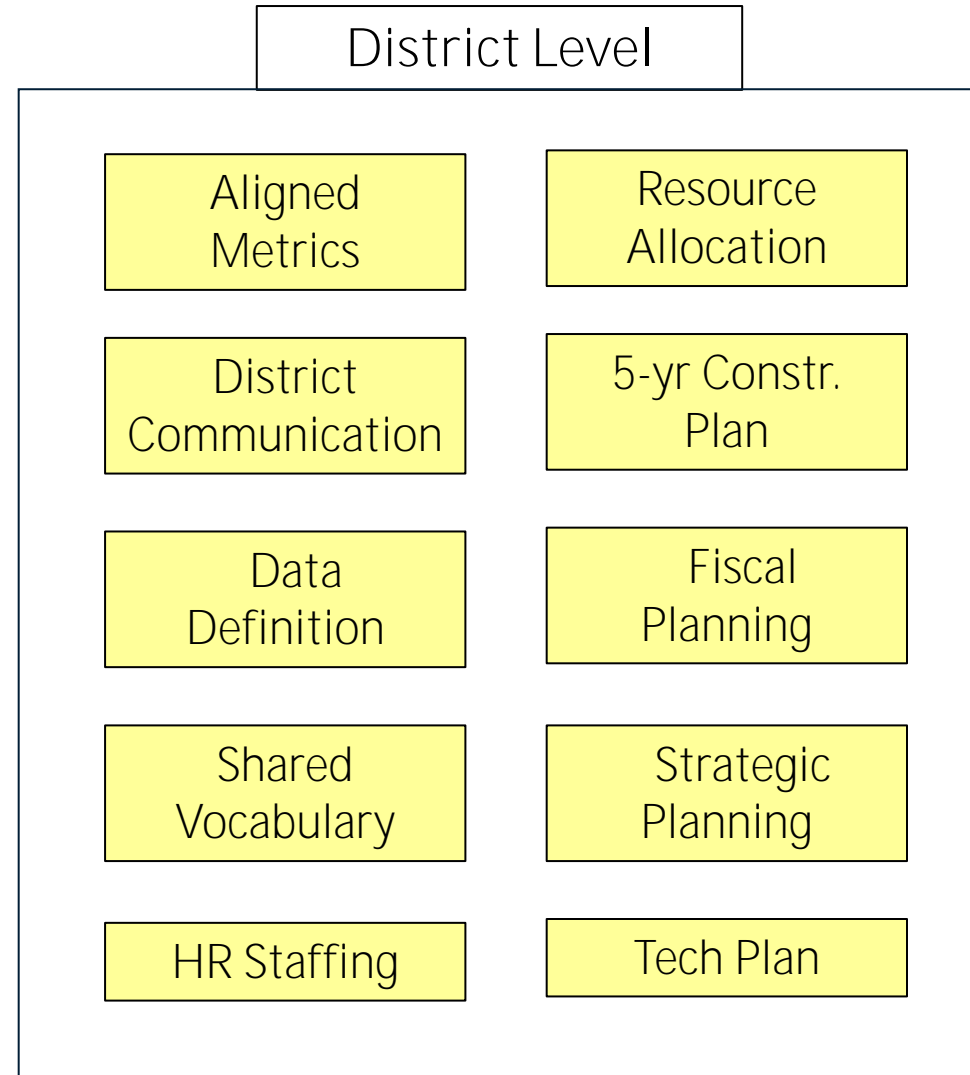 District Level
Aligned
Metrics
Resource
Allocation
District
Communication
5-yr Constr.
Plan
Data
Definition
Fiscal
Planning
Shared
Vocabulary
Strategic
Planning
HR Staffing
Tech Plan